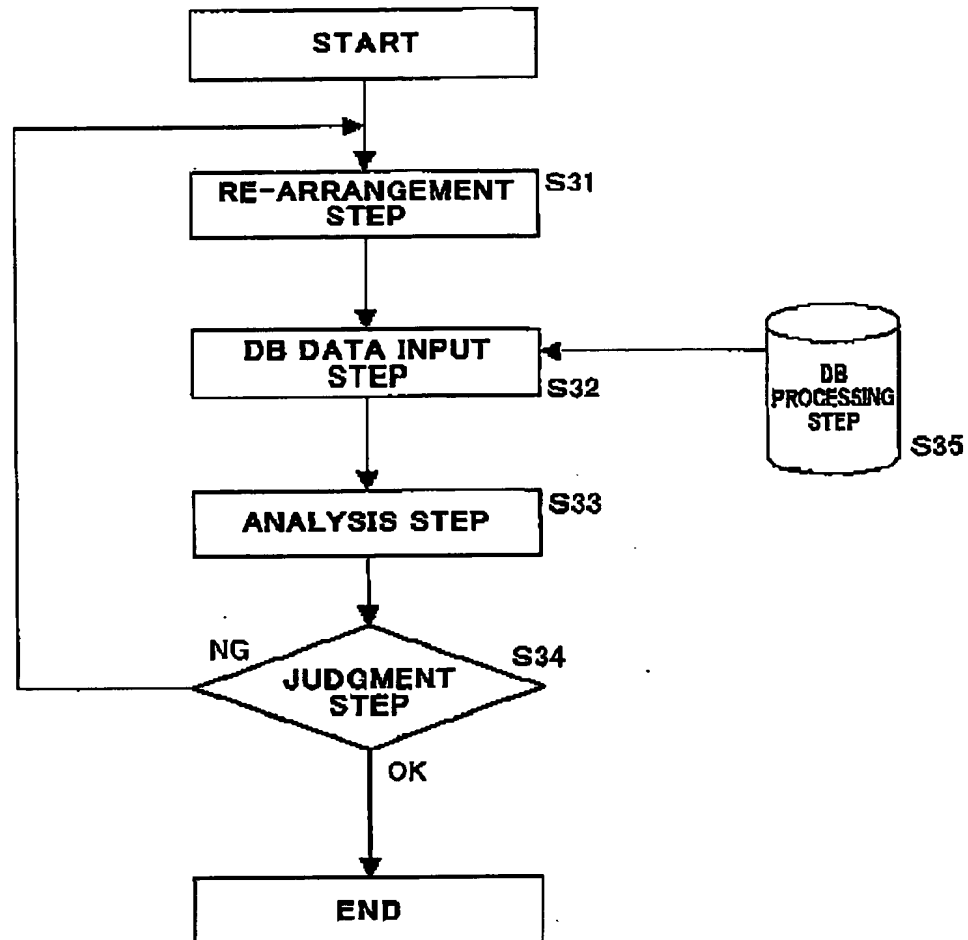 START
RE-ARRANGEMENT
STEP
S31
DB DATA INPUT
STEP
S32
DB
PROCESSING
STEP
S35
ANALYSIS STEP
S33
NG
JUDGMENT
STEP
S34
OK
END